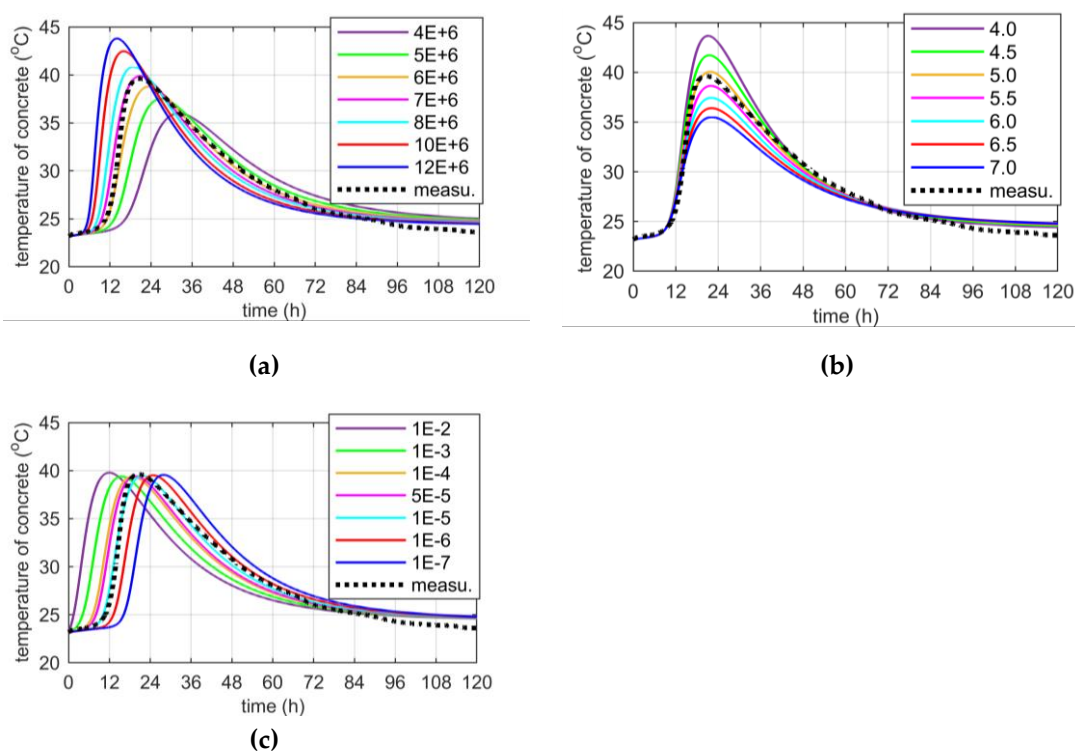 45
40
35
30
25
20
temperature of concrete (°C)
0 12 24 36 48 60 72 84 96 108 120
time (h)
4E+6
5E+6
6E+6
7E+6
8E+6
10E+6
12E+6
measu.
(a)
45
40
35
30
25
20
temperature of concrete (°C)
0 12 24 36 48 60 72 84 96 108 120
time (h)
4.0
4.5
5.0
5.5
6.0
6.5
7.0
measu.
(b)
45
40
35
30
25
20
temperature of concrete (°C)
0 12 24 36 48 60 72 84 96 108 120
time (h)
1E-2
1E-3
1E-4
5E-5
1E-5
1E-6
1E-7
measu.
(c)